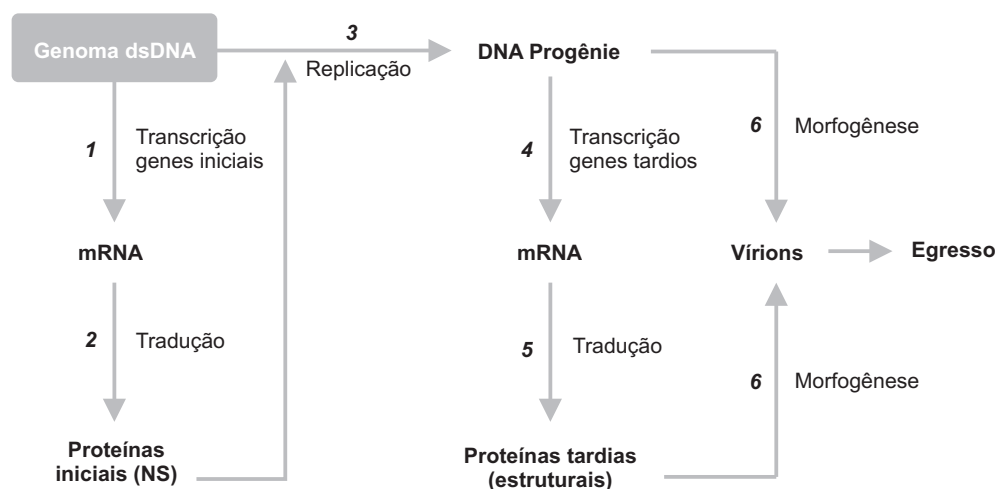 Genoma dsDNA
3
Replicação
DNA Progênie
1
Transcrição
genes iniciais
4
Transcrição
genes tardios
6
Morfogênese
mRNA
mRNA
Vírions
Egresso
2
Tradução
5
Tradução
6
Morfogênese
Proteínas
iniciais (NS)
Proteínas tardias
(estruturais)